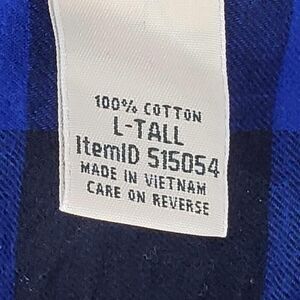 100% COTTON
L-TALL
ItemID 515054
MADE IN VIETNAM
CARE ON REVERSE